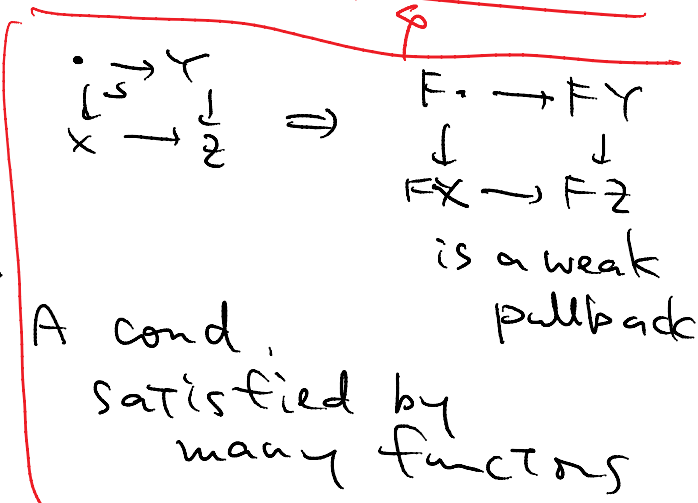 · → Y
↓ ↓
X → Z
⇒
F· → FY
↓ ↓
FX → FZ
is a weak
pullback
A cond.
satisfied by
many functors